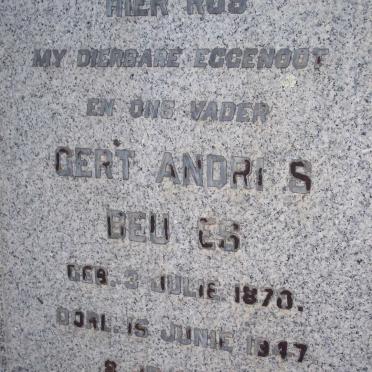 HIER RUS
MY DIERBARE EGGENOOT
EN ONS VADER
GERT ANDRI S
BEU ES
GEB. 3 JULIE 1870.
OORL. 15 JUNIE 1947